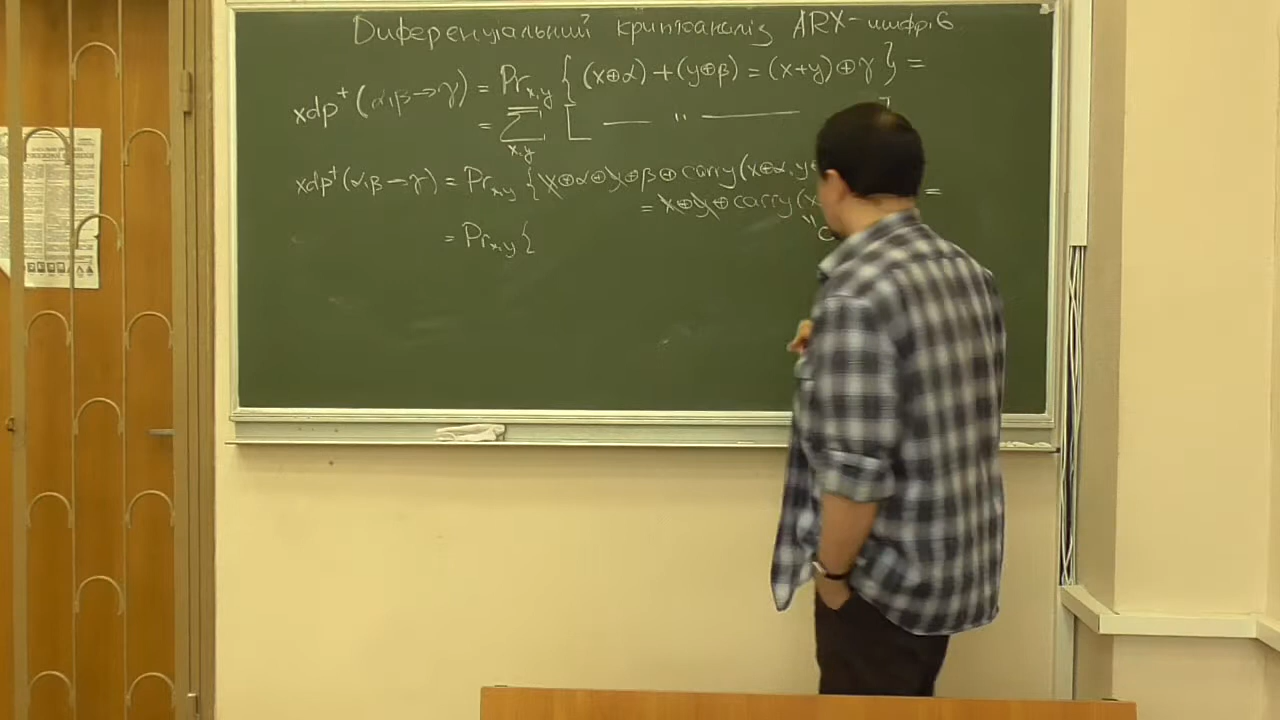 Диференціальний криптоаналіз ARX-шифрів
xdp⁺(α,β→γ) = Pr_{x,y} { (x⊕α)+(y⊕β) = (x+y)⊕γ } =
= Σ_{x,y} [ — " —
xdp⁺(α,β→γ) = Pr_{x,y} { x⊕α⊕y⊕β⊕carry(x⊕α, y⊕
= x⊕y⊕carry(x =
"
c
= Pr_{x,y} {